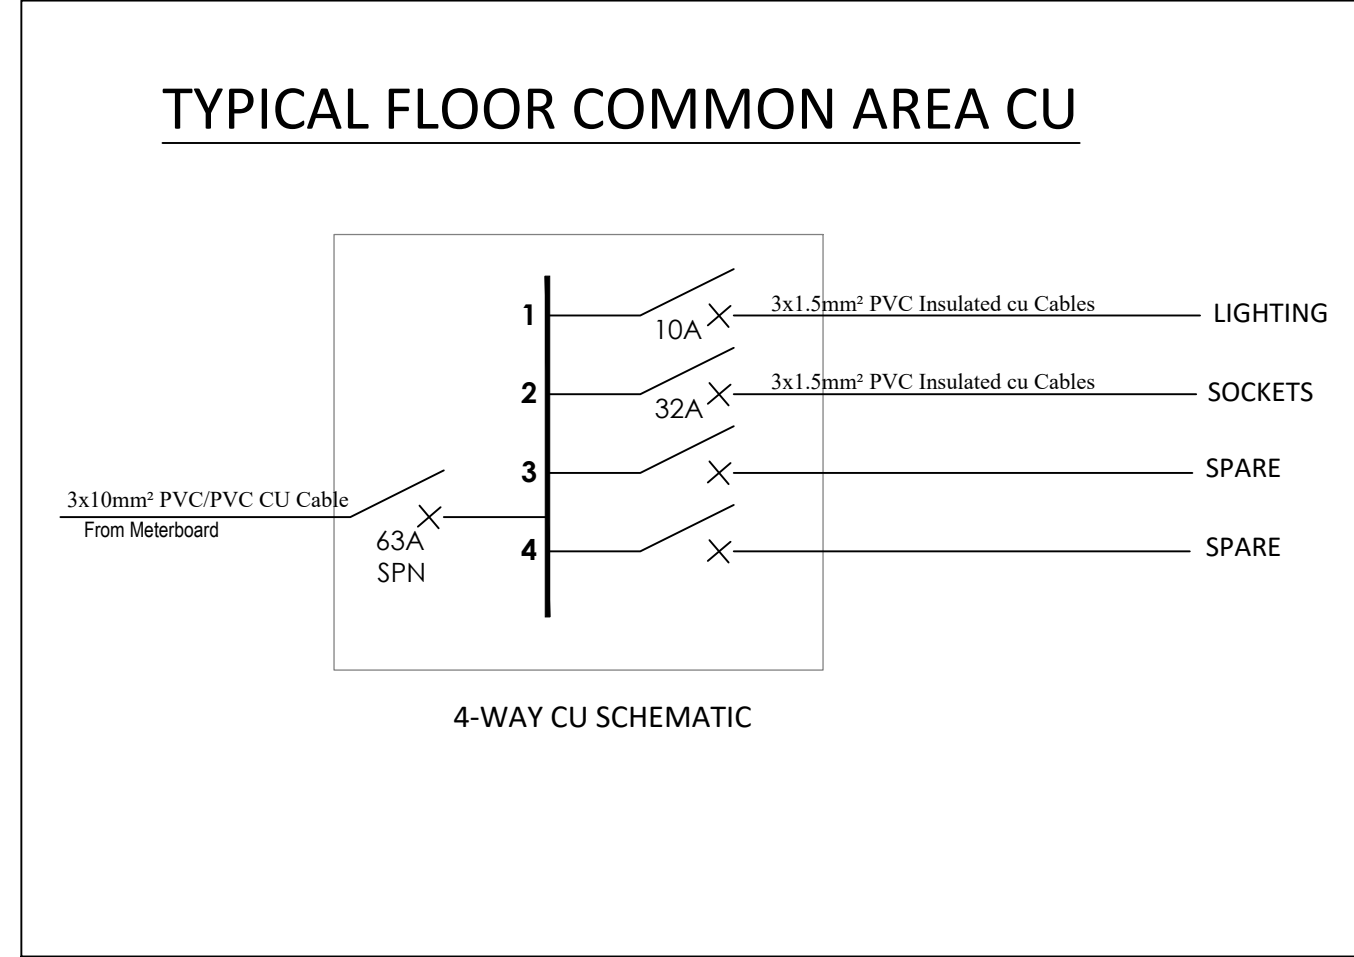 TYPICAL FLOOR COMMON AREA CU
1
10A
3x1.5mm² PVC Insulated cu Cables
LIGHTING
2
32A
3x1.5mm² PVC Insulated cu Cables
SOCKETS
3
SPARE
3x10mm² PVC/PVC CU Cable
From Meterboard
63A
SPN
4
SPARE
4-WAY CU SCHEMATIC